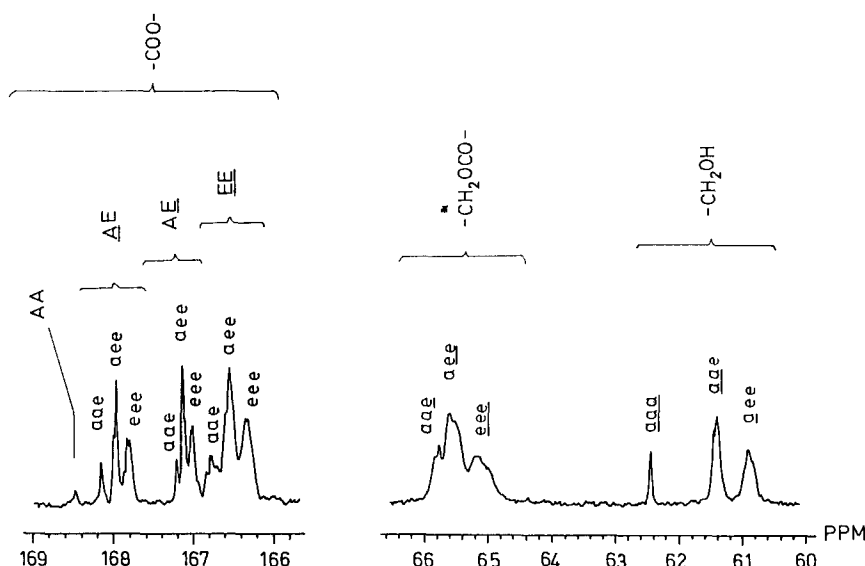 -COO-
AA
AE
AE
EE
aae
aee
eee
aae
aee
eee
aae
aee
eee
*
-CH₂OCO-
aae
aee
eee
-CH₂OH
aaa
aae
aee
169 168 167 166
66 65 64 63 62 61 60 PPM